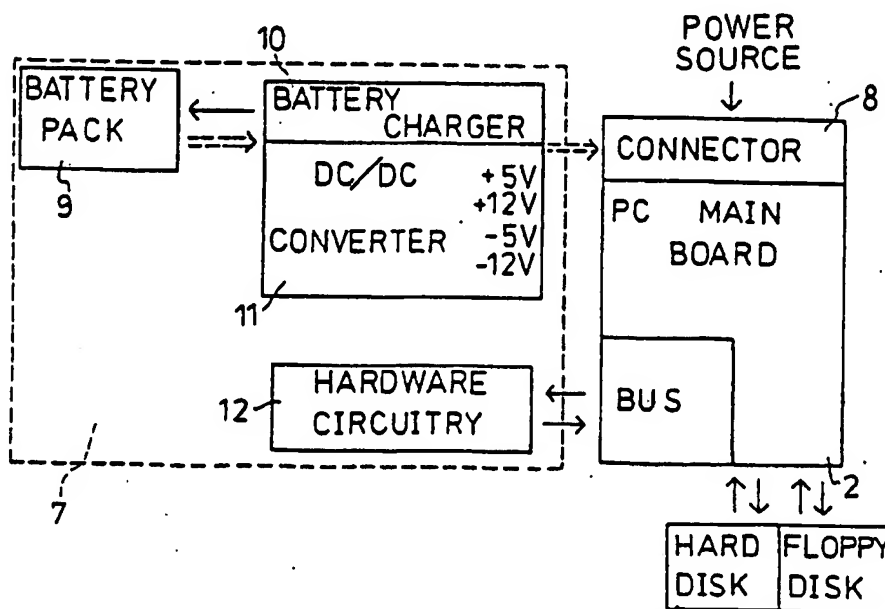 10
BATTERY
PACK
9
BATTERY
CHARGER
DC/DC
CONVERTER
+5V
+12V
-5V
-12V
11
12
HARDWARE
CIRCUITRY
7
POWER
SOURCE
8
CONNECTOR
PC MAIN
BOARD
BUS
2
HARD
DISK
FLOPPY
DISK